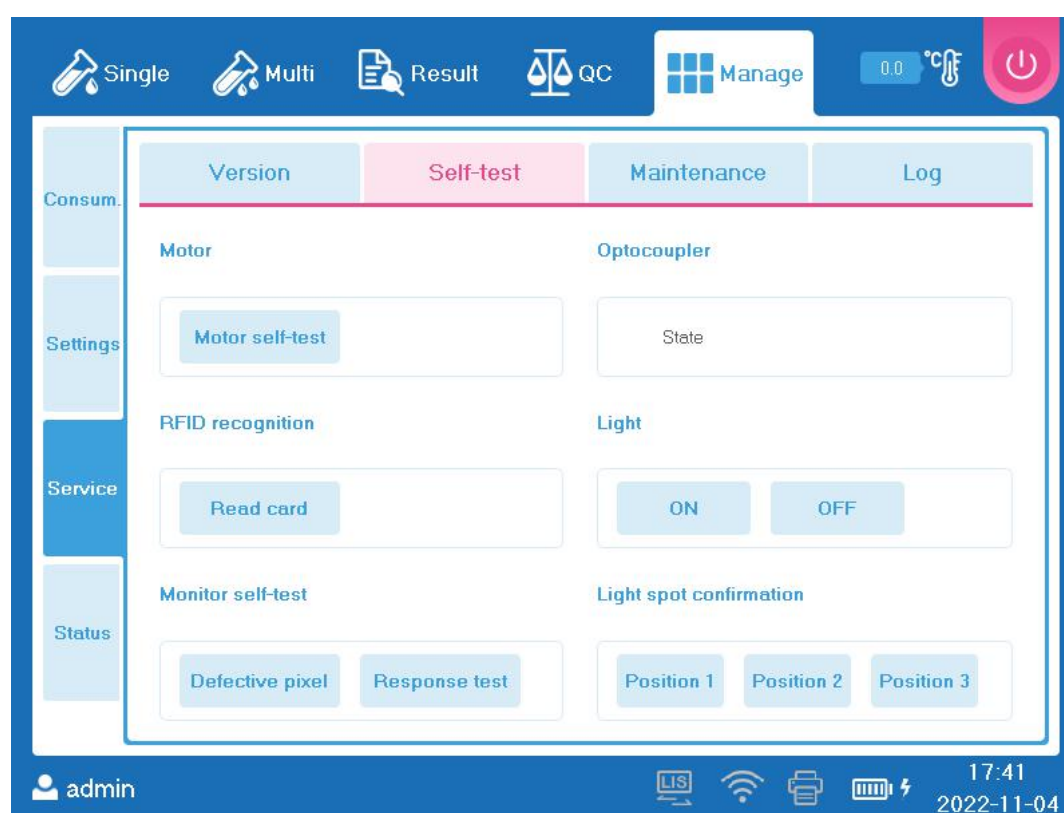 Single Multi Result QC Manage 0.0 °C/°F
Consum.
Settings
Service
Status
Version Self-test Maintenance Log
Motor
Motor self-test
Optocoupler
State
RFID recognition
Read card
Light
ON OFF
Monitor self-test
Defective pixel Response test
Light spot confirmation
Position 1 Position 2 Position 3
admin
LIS
17:41
2022-11-04